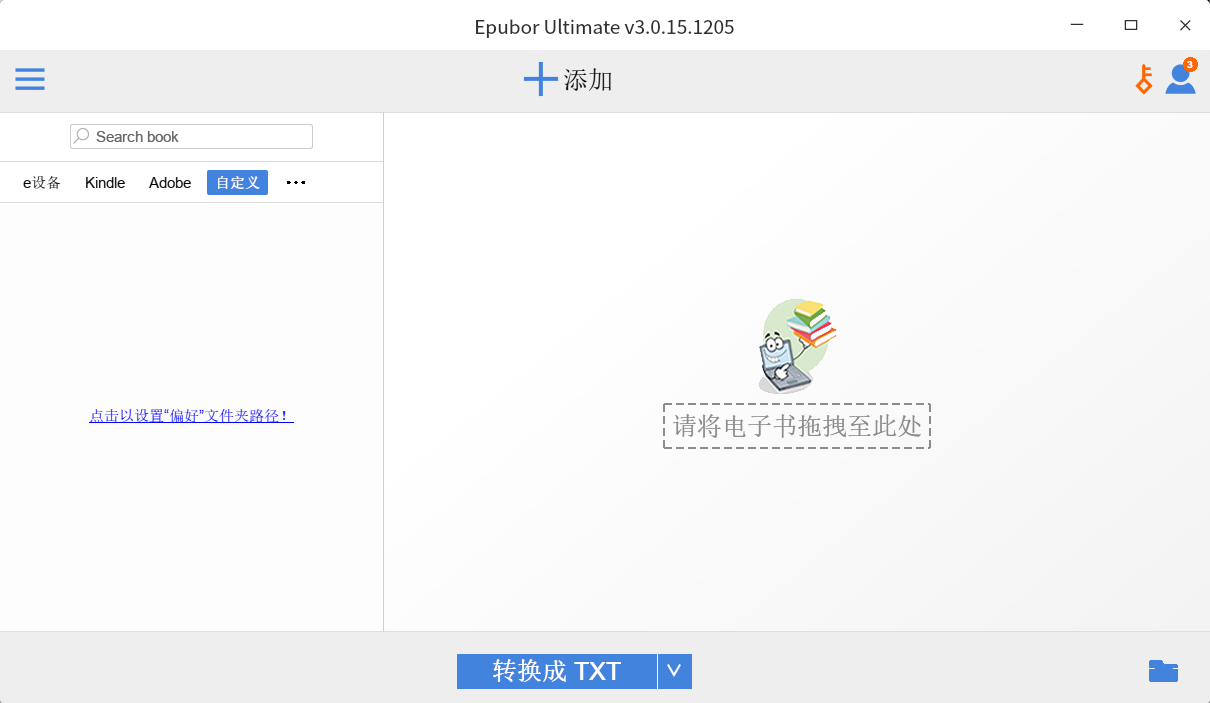 Epubor Ultimate v3.0.15.1205
添加
3
Search book
e设备 Kindle Adobe 自定义 •••
点击以设置“偏好”文件夹路径！
请将电子书拖拽至此处
转换成 TXT